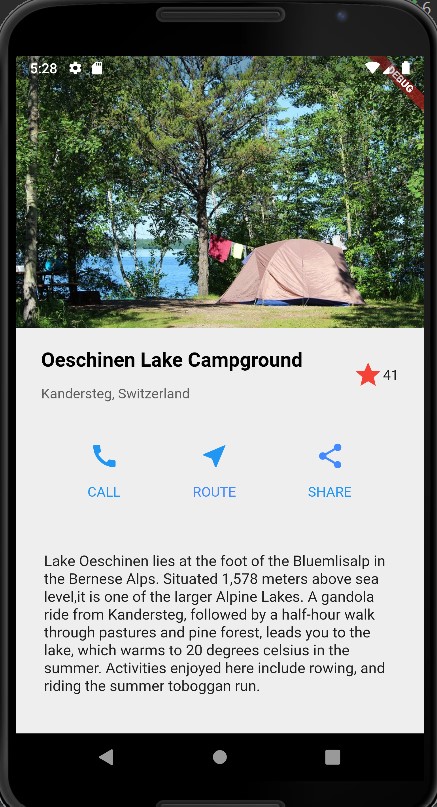 5:28
DEBUG
Oeschinen Lake Campground
Kandersteg, Switzerland
41
CALL
ROUTE
SHARE
Lake Oeschinen lies at the foot of the Bluemlisalp in
the Bernese Alps. Situated 1,578 meters above sea
level,it is one of the larger Alpine Lakes. A gandola
ride from Kandersteg, followed by a half-hour walk
through pastures and pine forest, leads you to the
lake, which warms to 20 degrees celsius in the
summer. Activities enjoyed here include rowing, and
riding the summer toboggan run.